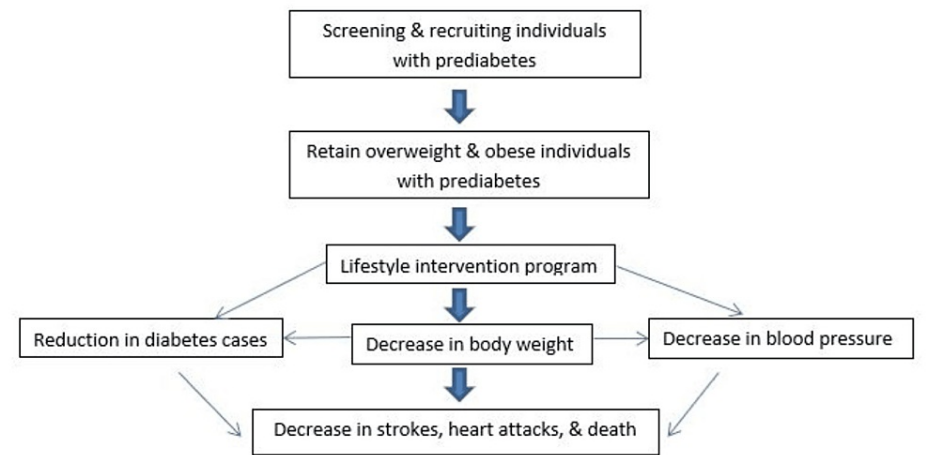 Screening & recruiting individuals
with prediabetes
Retain overweight & obese individuals
with prediabetes
Lifestyle intervention program
Reduction in diabetes cases
Decrease in body weight
Decrease in blood pressure
Decrease in strokes, heart attacks, & death